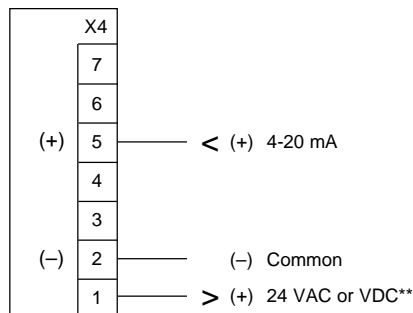 X4
7
6
(+) 5 < (+) 4-20 mA
4
3
(–) 2 (–) Common
1 > (+) 24 VAC or VDC**